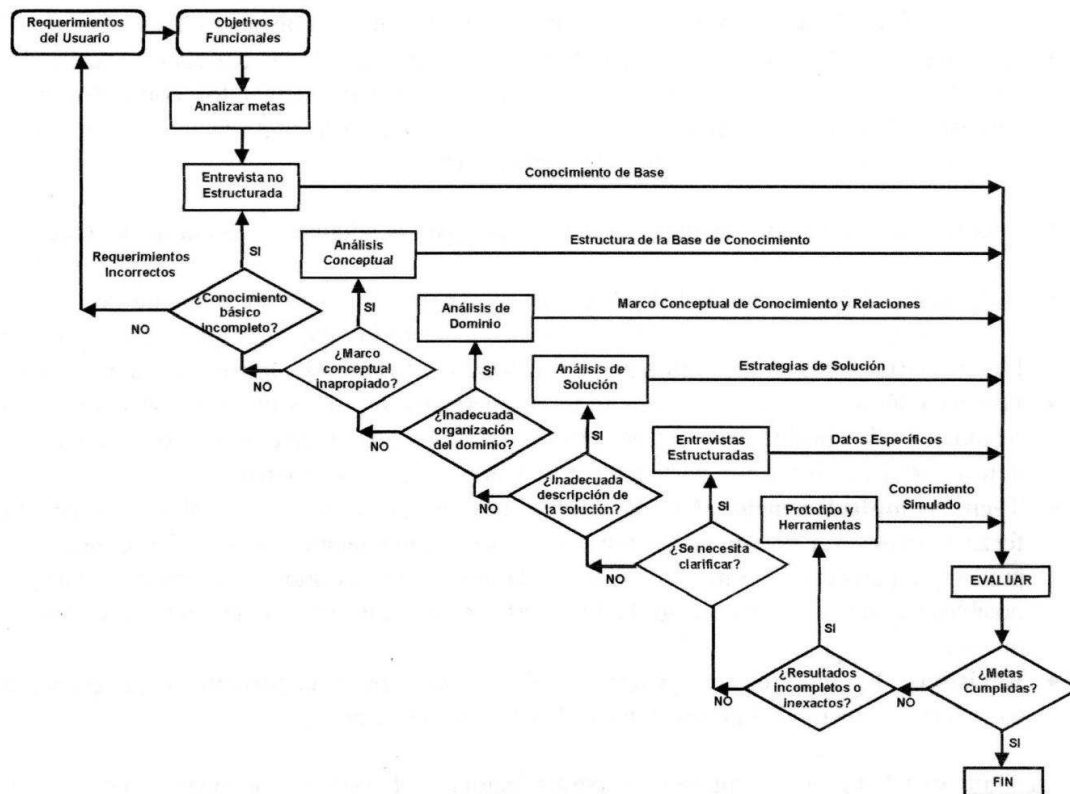 Requerimientos
del Usuario
Objetivos
Funcionales
Analizar metas
Entrevista no
Estructurada
Conocimiento de Base
SI
Análisis
Conceptual
Estructura de la Base de Conocimiento
Requerimientos
Incorrectos
¿Conocimiento
básico
incompleto?
NO
SI
Análisis de
Dominio
Marco Conceptual de Conocimiento y Relaciones
¿Marco
conceptual
inapropiado?
NO
SI
Análisis de
Solución
Estrategias de Solución
¿Inadecuada
organización
del dominio?
NO
SI
Entrevistas
Estructuradas
Datos Específicos
¿Inadecuada
descripción de
la solución?
NO
SI
Prototipo y
Herramientas
Conocimiento
Simulado
¿Se necesita
clarificar?
NO
SI
EVALUAR
¿Resultados
incompletos o
inexactos?
NO
¿Metas
Cumplidas?
NO
SI
FIN